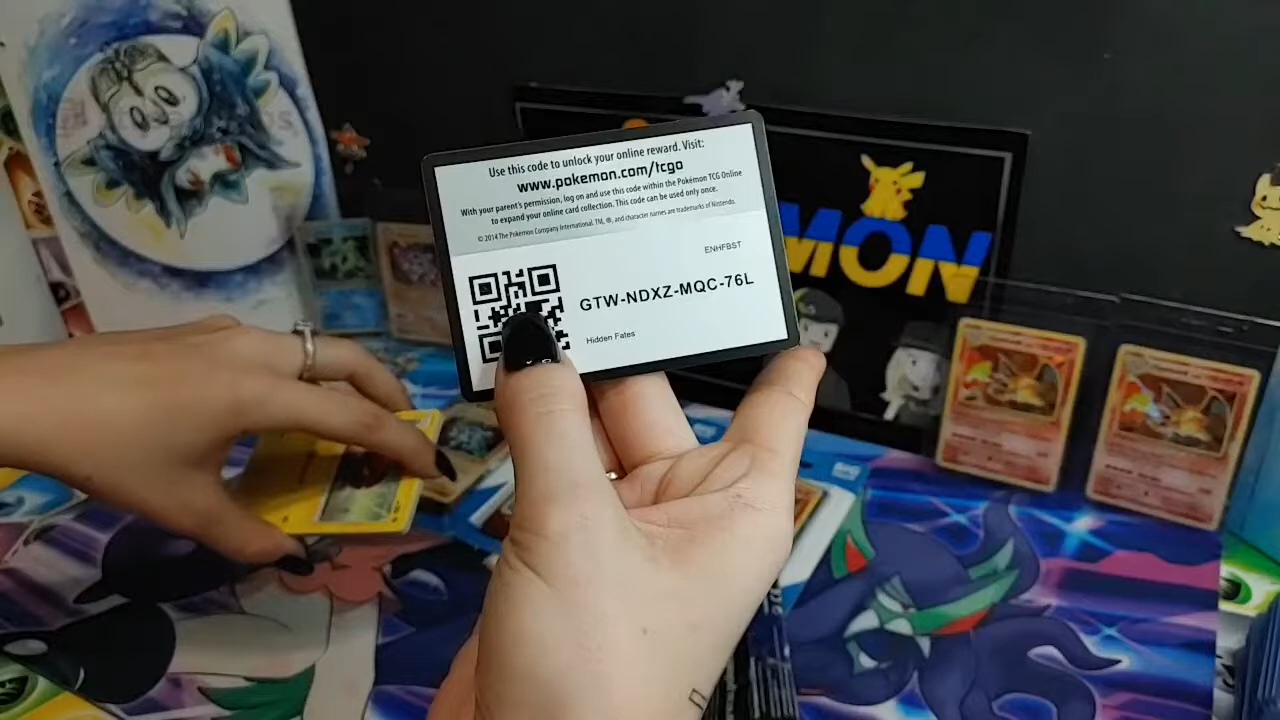 Use this code to unlock your online reward. Visit:
www.pokemon.com/tcgo
With your parent's permission, log on and use this code within the Pokémon TCG Online
to expand your online card collection. This code can be used only once.
© 2014 The Pokémon Company International. TM, ®, and character names are trademarks of Nintendo.
ENHFBST
GTW-NDXZ-MQC-76L
Hidden Fates
MON